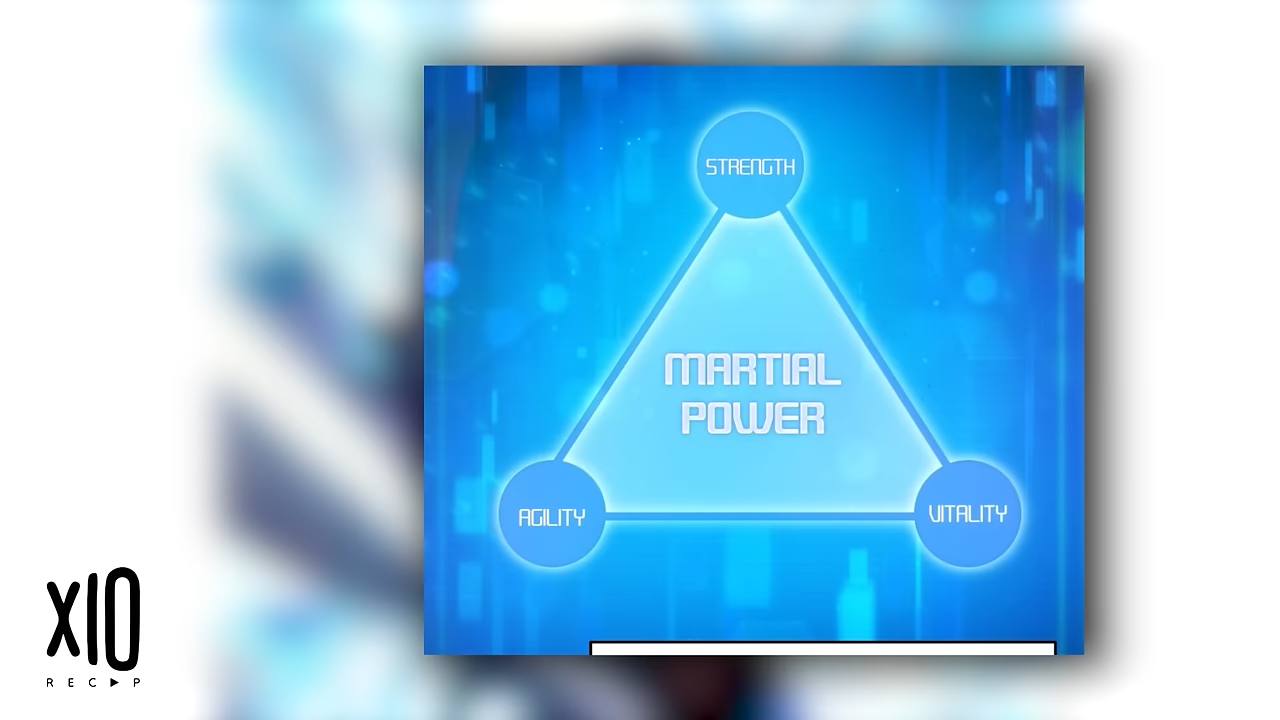 STRENGTH
MARTIAL
POWER
AGILITY
VITALITY
X10
RECAP